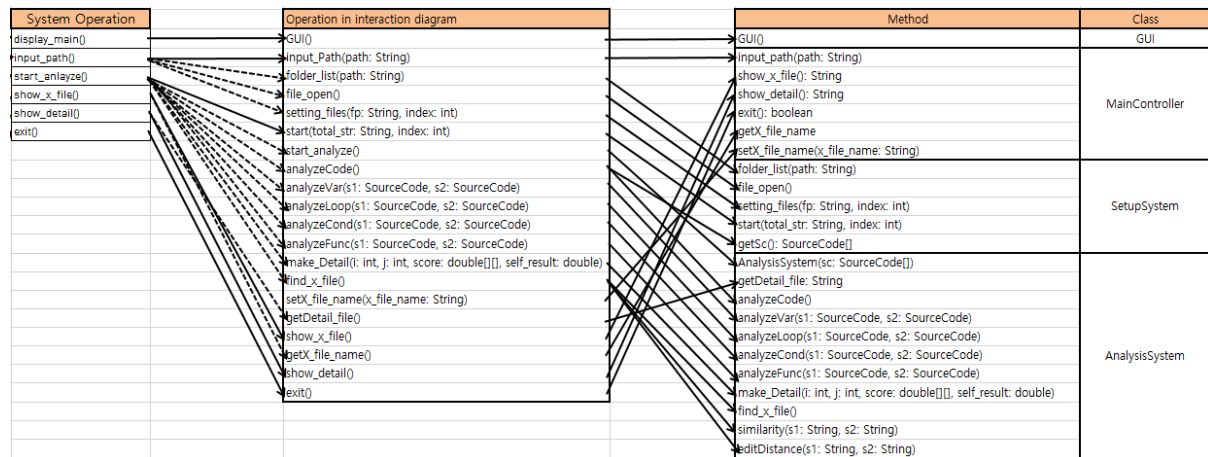 System Operation
display_main()
input_path()
start_anlayze()
show_x_file()
show_detail()
exit()
Operation in interaction diagram
GUI()
input_Path(path: String)
folder_list(path: String)
file_open()
setting_files(fp: String, index: int)
start(total_str: String, index: int)
start_analyze()
analyzeCode()
analyzeVar(s1: SourceCode, s2: SourceCode)
analyzeLoop(s1: SourceCode, s2: SourceCode)
analyzeCond(s1: SourceCode, s2: SourceCode)
analyzeFunc(s1: SourceCode, s2: SourceCode)
make_Detail(i: int, j: int, score: double[][], self_result: double)
find_x_file()
setX_file_name(x_file_name: String)
getDetail_file()
show_x_file()
getX_file_name()
show_detail()
exit()
Method
GUI()
input_path(path: String)
show_x_file(): String
show_detail(): String
exit(): boolean
getX_file_name
setX_file_name(x_file_name: String)
folder_list(path: String)
file_open()
setting_files(fp: String, index: int)
start(total_str: String, index: int)
getSc(): SourceCode[]
AnalysisSystem(sc: SourceCode[])
getDetail_file: String
analyzeCode()
analyzeVar(s1: SourceCode, s2: SourceCode)
analyzeLoop(s1: SourceCode, s2: SourceCode)
analyzeCond(s1: SourceCode, s2: SourceCode)
analyzeFunc(s1: SourceCode, s2: SourceCode)
make_Detail(i: int, j: int, score: double[][], self_result: double)
find_x_file()
similarity(s1: String, s2: String)
editDistance(s1: String, s2: String)
Class
GUI
MainController
SetupSystem
AnalysisSystem